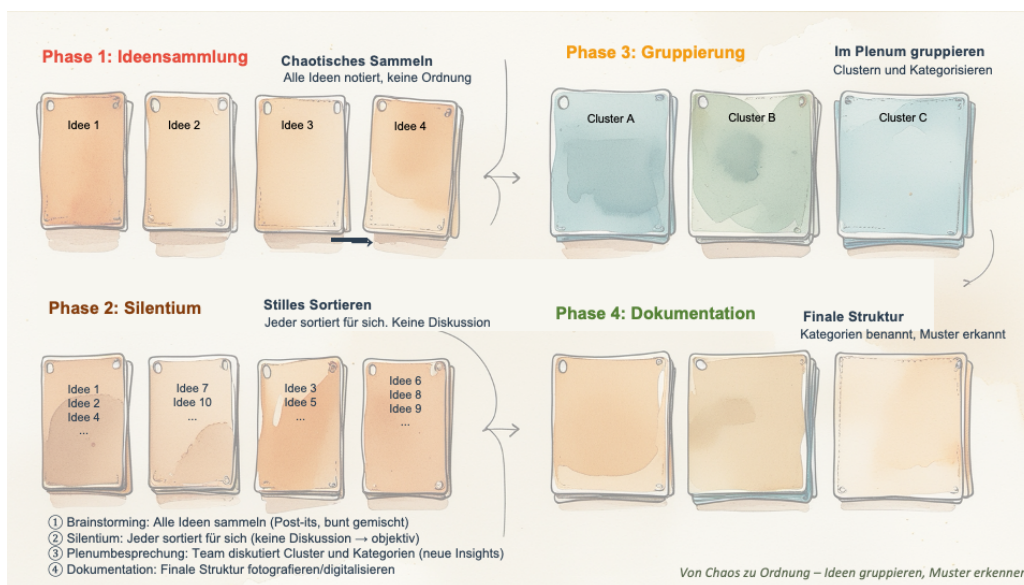 Phase 1: Ideensammlung
Chaotisches Sammeln
Alle Ideen notiert, keine Ordnung
Idee 1
Idee 2
Idee 3
Idee 4
Phase 2: Silentium
Stilles Sortieren
Jeder sortiert für sich. Keine Diskussion
Idee 1
Idee 2
Idee 4
...
Idee 7
Idee 10
...
Idee 3
Idee 5
...
Idee 6
Idee 8
Idee 9
...
Phase 3: Gruppierung
Im Plenum gruppieren
Clustern und Kategorisieren
Cluster A
Cluster B
Cluster C
Phase 4: Dokumentation
Finale Struktur
Kategorien benannt, Muster erkannt
① Brainstorming: Alle Ideen sammeln (Post-its, bunt gemischt)
② Silentium: Jeder sortiert für sich (keine Diskussion → objektiv)
③ Plenumbesprechung: Team diskutiert Cluster und Kategorien (neue Insights)
④ Dokumentation: Finale Struktur fotografieren/digitalisieren
Von Chaos zu Ordnung – Ideen gruppieren, Muster erkennen